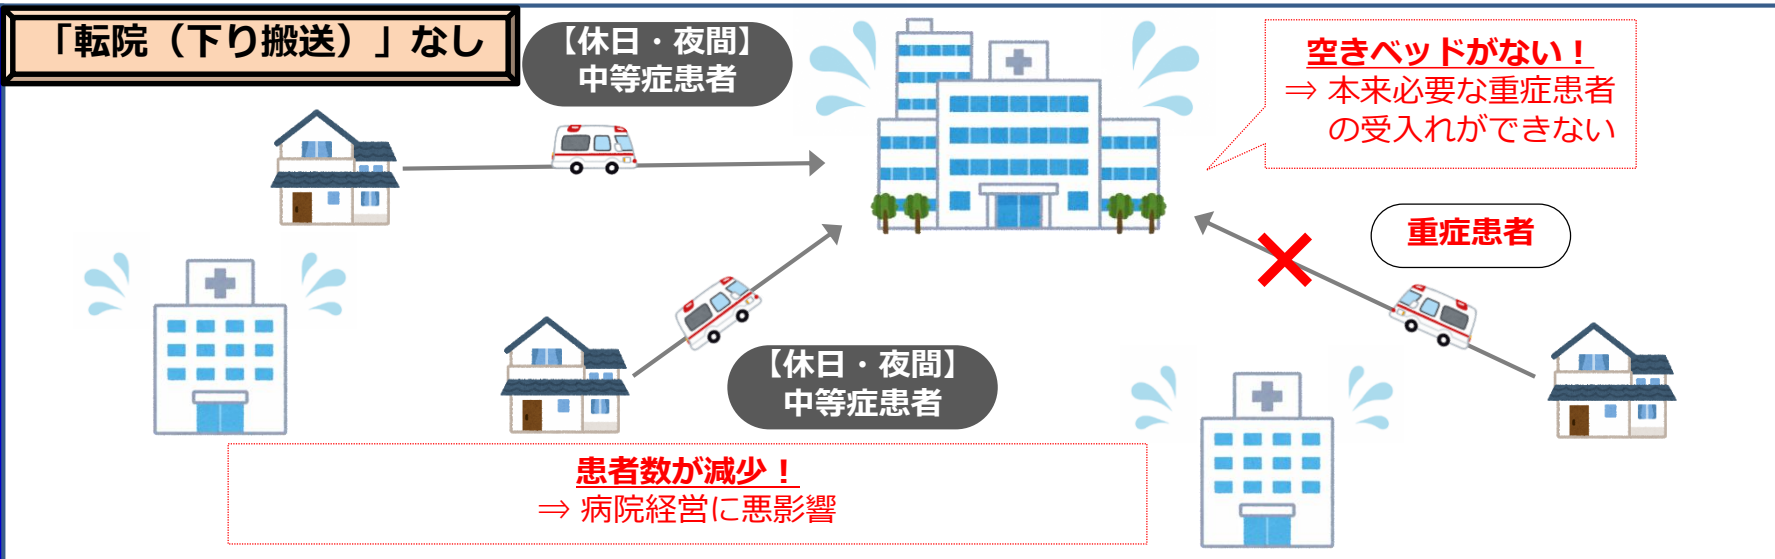 「転院（下り搬送）」なし
【休日・夜間】
中等症患者
空きベッドがない！
⇒ 本来必要な重症患者
の受入れができない
重症患者
【休日・夜間】
中等症患者
患者数が減少！
⇒ 病院経営に悪影響